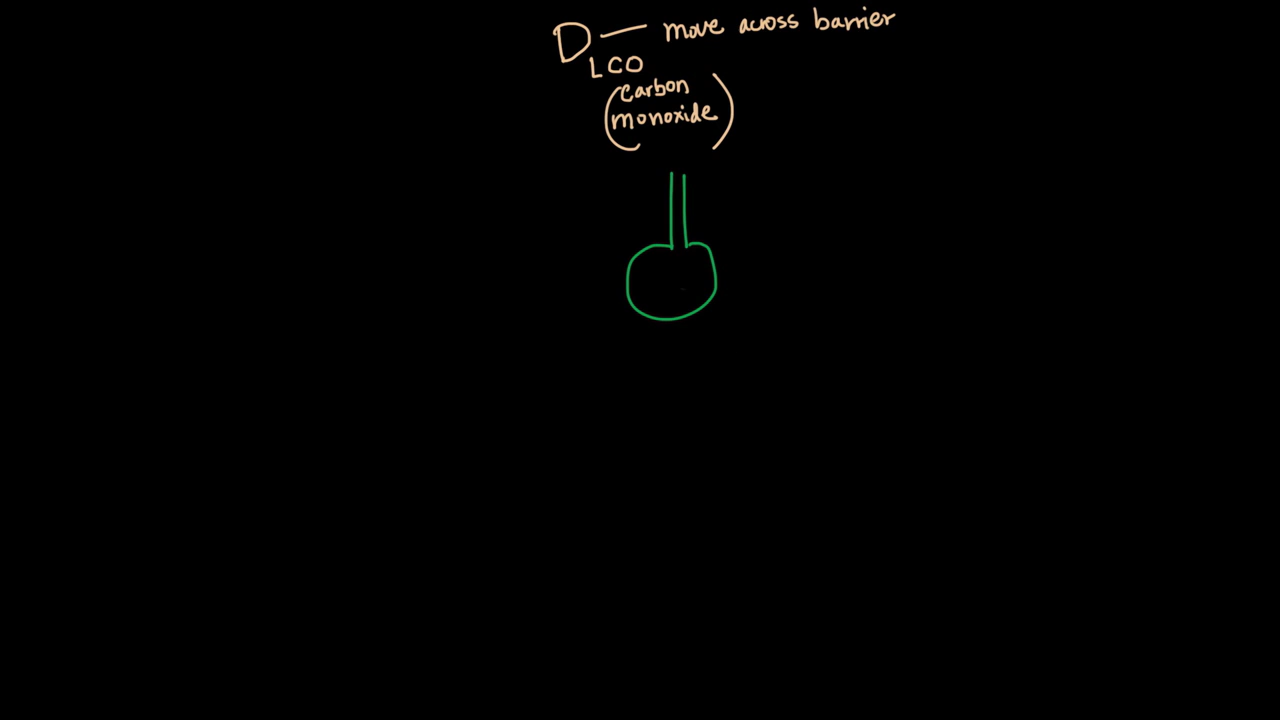 D — move across barrier
LCO
(carbon
monoxide)